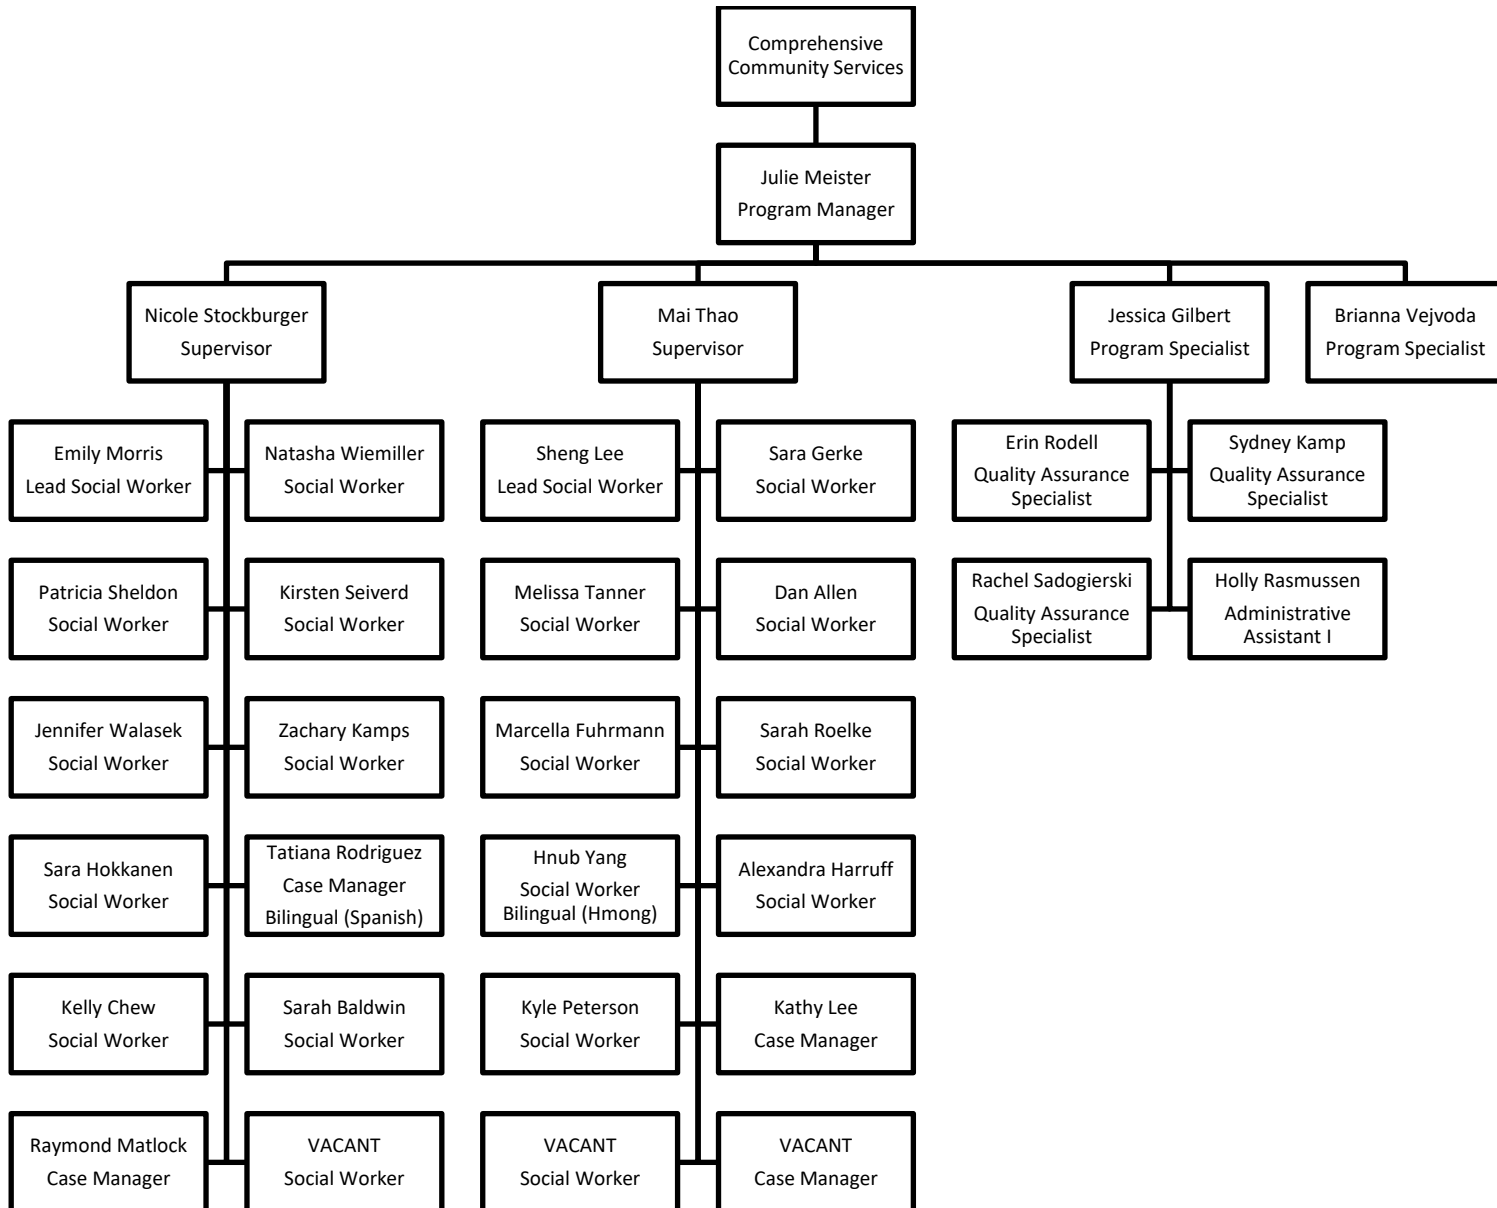 Comprehensive
Community Services
Julie Meister
Program Manager
Nicole Stockburger
Supervisor
Mai Thao
Supervisor
Jessica Gilbert
Program Specialist
Brianna Vejvoda
Program Specialist
Emily Morris
Lead Social Worker
Natasha Wiemiller
Social Worker
Sheng Lee
Lead Social Worker
Sara Gerke
Social Worker
Erin Rodell
Quality Assurance
Specialist
Sydney Kamp
Quality Assurance
Specialist
Patricia Sheldon
Social Worker
Kirsten Seiverd
Social Worker
Melissa Tanner
Social Worker
Dan Allen
Social Worker
Rachel Sadogierski
Quality Assurance
Specialist
Holly Rasmussen
Administrative
Assistant I
Jennifer Walasek
Social Worker
Zachary Kamps
Social Worker
Marcella Fuhrmann
Social Worker
Sarah Roelke
Social Worker
Sara Hokkanen
Social Worker
Tatiana Rodriguez
Case Manager
Bilingual (Spanish)
Hnub Yang
Social Worker
Bilingual (Hmong)
Alexandra Harruff
Social Worker
Kelly Chew
Social Worker
Sarah Baldwin
Social Worker
Kyle Peterson
Social Worker
Kathy Lee
Case Manager
Raymond Matlock
Case Manager
VACANT
Social Worker
VACANT
Social Worker
VACANT
Case Manager